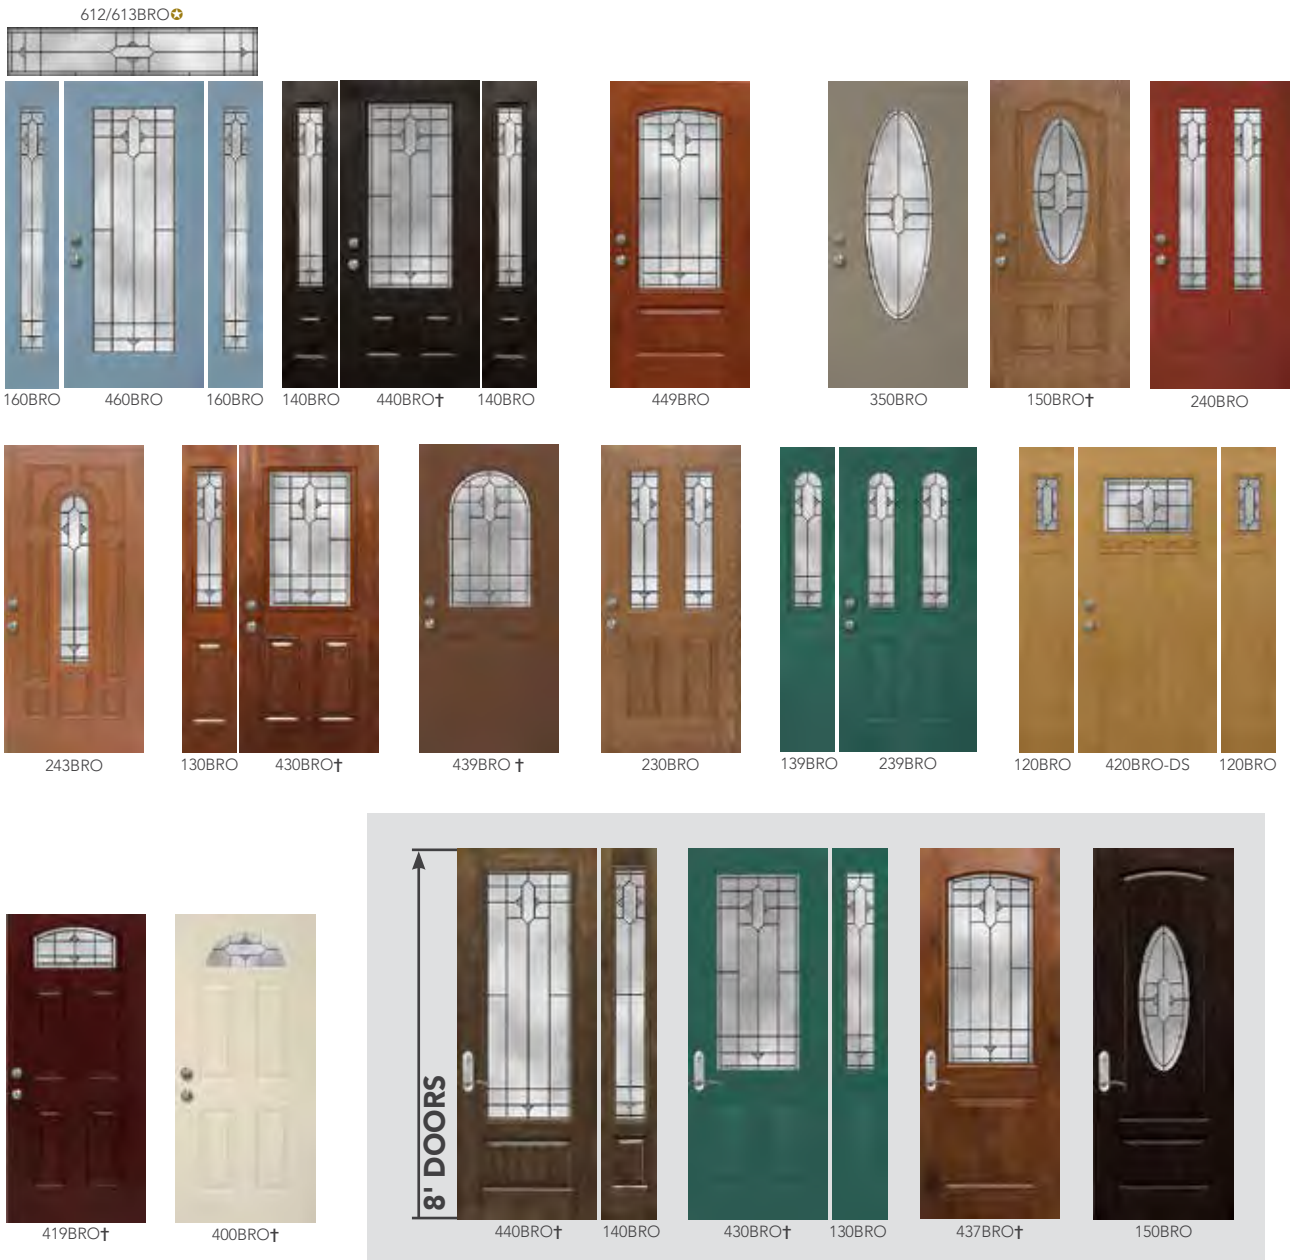 612/613BRO✪
160BRO 460BRO 160BRO 140BRO 440BRO† 140BRO 449BRO 350BRO 150BRO† 240BRO
243BRO 130BRO 430BRO† 439BRO † 230BRO 139BRO 239BRO 120BRO 420BRO-DS 120BRO
8' DOORS
419BRO† 400BRO† 440BRO† 140BRO 430BRO† 130BRO 437BRO† 150BRO